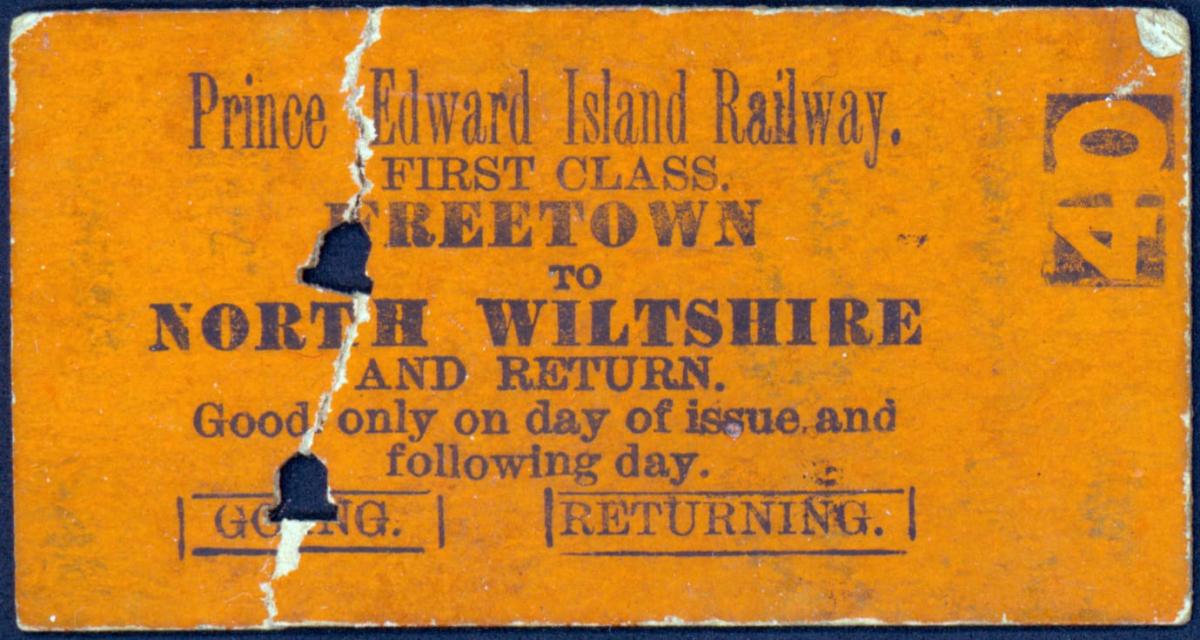 Prince Edward Island Railway.
FIRST CLASS.
FREETOWN
TO
NORTH WILTSHIRE
AND RETURN.
Good only on day of issue and
following day.
GOING. RETURNING.
40